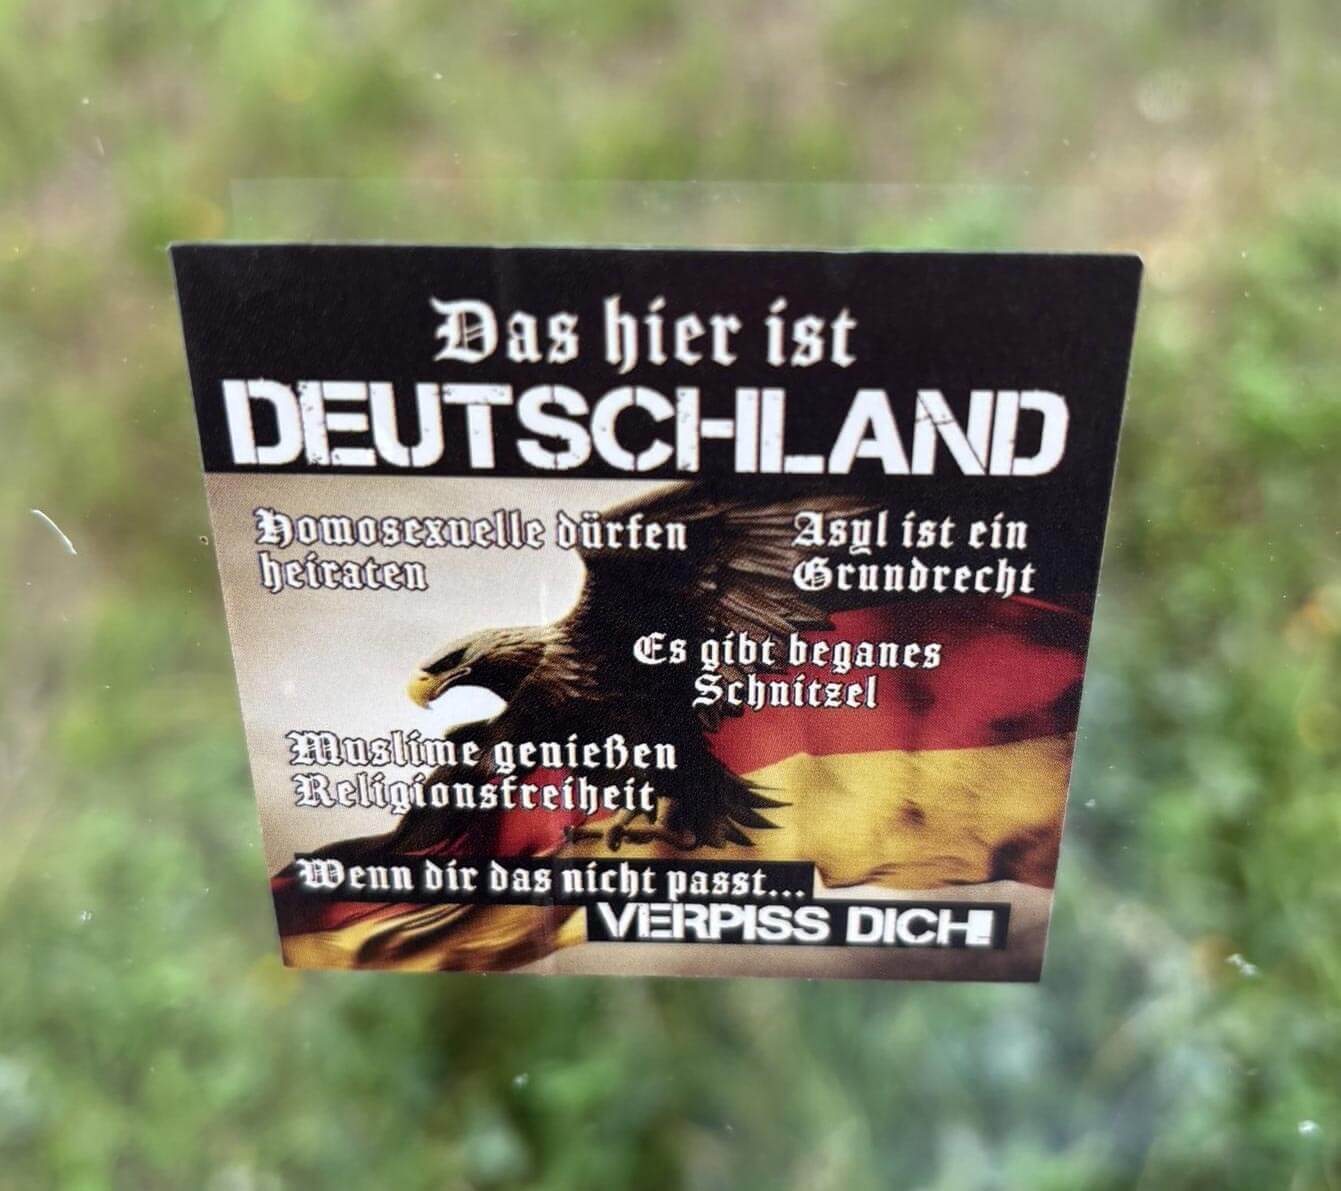 Das hier ist
DEUTSCHLAND
Homosexuelle dürfen
heiraten
Asyl ist ein
Grundrecht
Es gibt veganes
Schnitzel
Muslime genießen
Religionsfreiheit
Wenn dir das nicht passt...
VERPISS DICH!